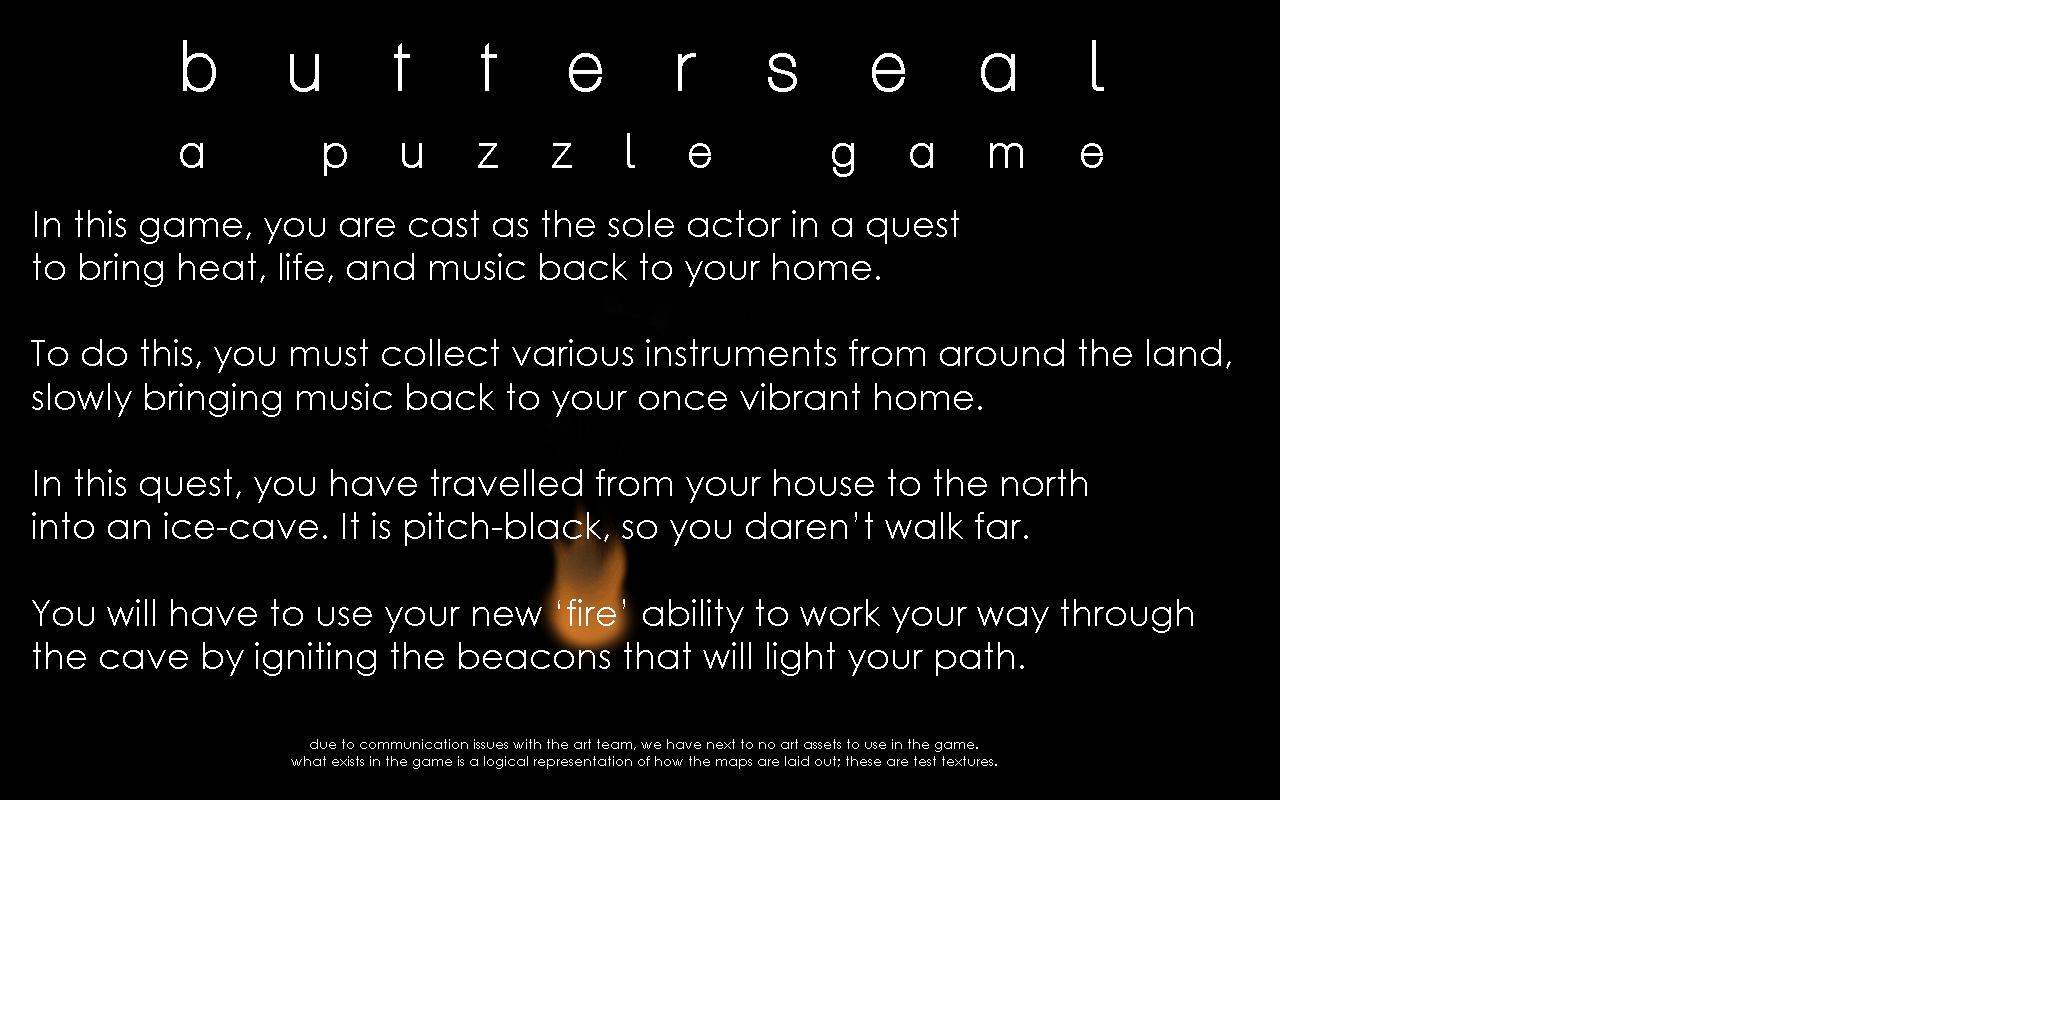 butterseal
a puzzle game
In this game, you are cast as the sole actor in a quest
to bring heat, life, and music back to your home.
To do this, you must collect various instruments from around the land,
slowly bringing music back to your once vibrant home.
In this quest, you have travelled from your house to the north
into an ice-cave. It is pitch-black, so you daren’t walk far.
You will have to use your new ‘fire’ ability to work your way through
the cave by igniting the beacons that will light your path.
due to communication issues with the art team, we have next to no art assets to use in the game.
what exists in the game is a logical representation of how the maps are laid out; these are test textures.